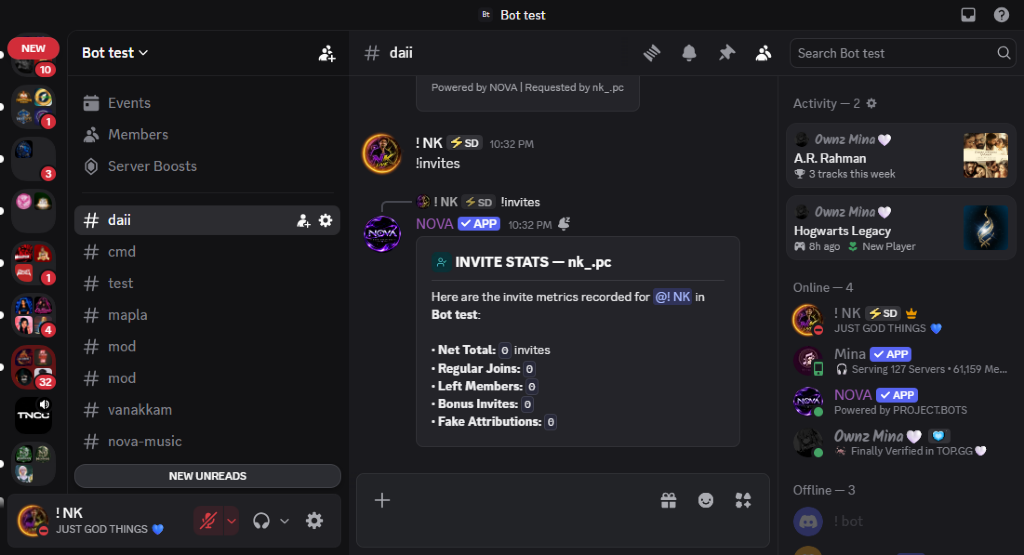 Bot test
NEW
10
1
3
1
4
32
TNCU
Bot test
Events
Members
Server Boosts
daii
cmd
test
mapla
mod
mod
vanakkam
nova-music
NEW UNREADS
! NK
JUST GOD THINGS 💙
# daii
Search Bot test
Powered by NOVA | Requested by nk_.pc
! NK ⚡SD 10:32 PM
!invites
! NK ⚡SD !invites
NOVA ✓ APP 10:32 PM
INVITE STATS — nk_.pc
Here are the invite metrics recorded for @! NK in
Bot test:
• Net Total: 0 invites
• Regular Joins: 0
• Left Members: 0
• Bonus Invites: 0
• Fake Attributions: 0
Activity — 2
Ownz Mina 🤍
A.R. Rahman
3 tracks this week
Ownz Mina 🤍
Hogwarts Legacy
8h ago New Player
Online — 4
! NK ⚡SD
JUST GOD THINGS 💙
Mina ✓ APP
Serving 127 Servers • 61,159 Me...
NOVA ✓ APP
Powered by PROJECT.BOTS
Ownz Mina 🤍
Finally Verified in TOP.GG 🤍
Offline — 3
! bot